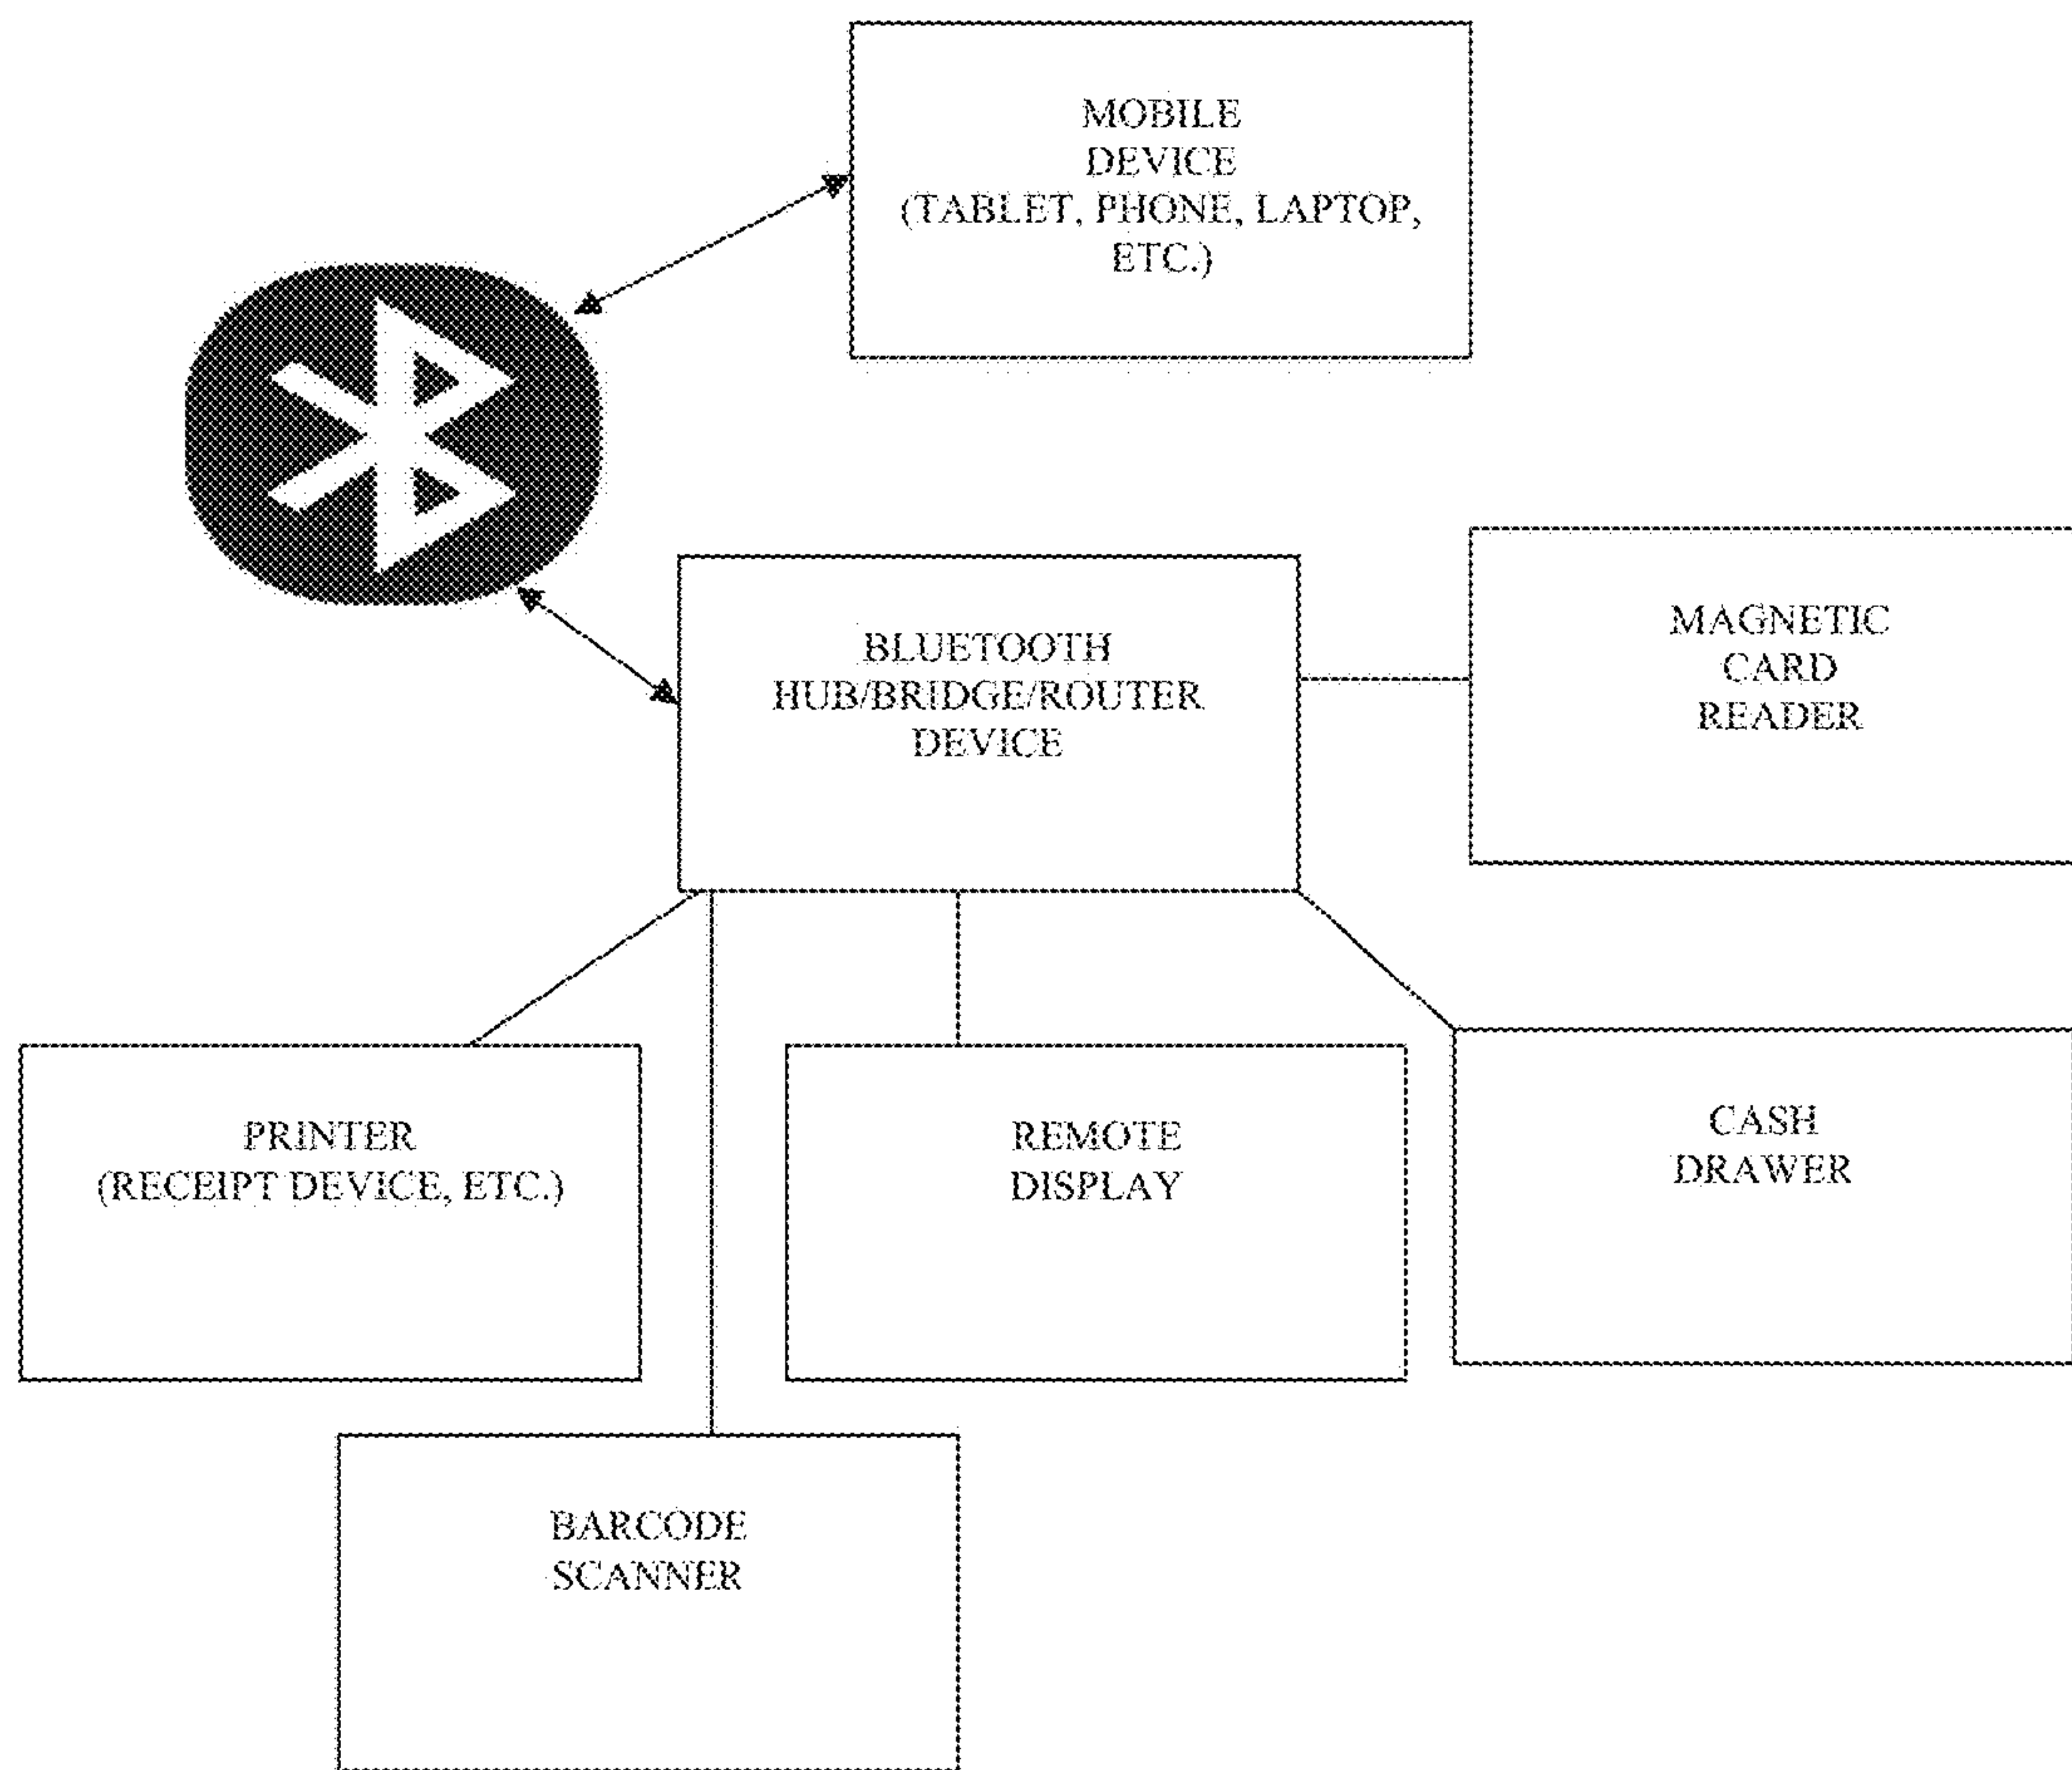 MOBILE
DEVICE
(TABLET, PHONE, LAPTOP,
ETC.)
BLUETOOTH
HUB/BRIDGE/ROUTER
DEVICE
MAGNETIC
CARD
READER
PRINTER
(RECEIPT DEVICE, ETC.)
REMOTE
DISPLAY
CASH
DRAWER
BARCODE
SCANNER